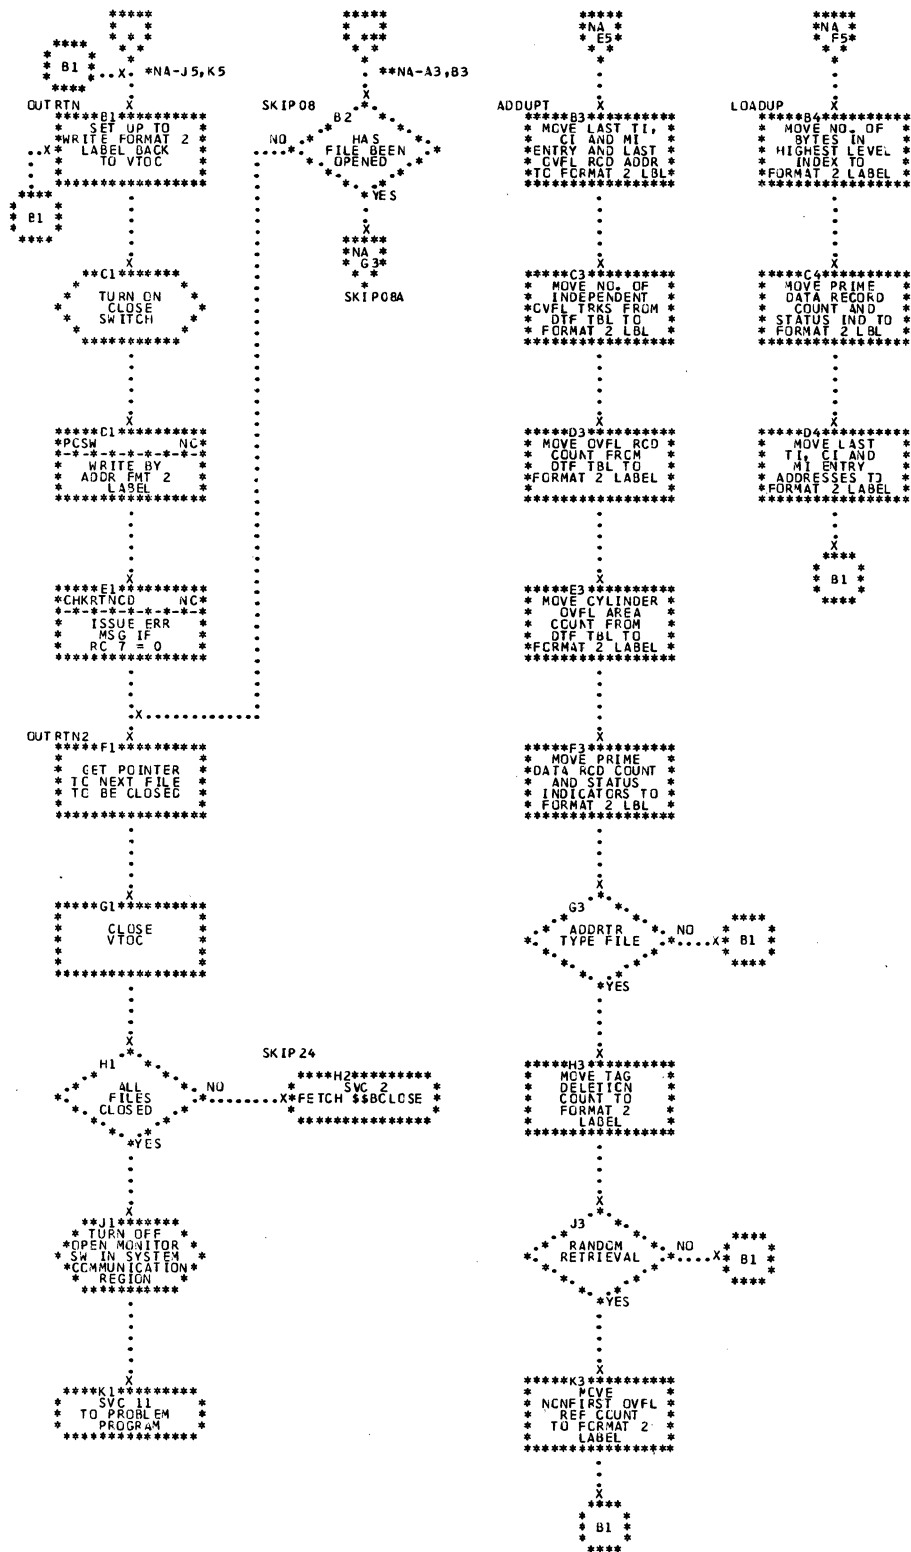 B1
*NA-J5,K5
OUTRTN
B1
SET UP TO
WRITE FORMAT 2
LABEL BACK
TO VTOC
B1
C1
TURN ON
CLOSE
SWITCH
D1
PCSW NC
WRITE BY
ADDR FMT 2
LABEL
E1
CHKRTNCD NC
ISSUE ERR
MSG IF
RC 7 = 0
OUTRTN2
F1
GET POINTER
TO NEXT FILE
TO BE CLOSED
G1
CLOSE
VTOC
H1
ALL
FILES
CLOSED
NO
YES
J1
TURN OFF
OPEN MONITOR
SW IN SYSTEM
COMMUNICATION
REGION
K1
SVC 11
TO PROBLEM
PROGRAM
**NA-A3,B3
SKIP08
B2
NO
HAS
FILE BEEN
OPENED
YES
NA
G3
SKIP08A
SKIP24
H2
SVC 2
FETCH $$BCLOSE
NA
E5
ADDUPT
B3
MOVE LAST TI,
CI AND MI
ENTRY AND LAST
OVFL RCD ADDR
TO FORMAT 2 LBL
C3
MOVE NO. OF
INDEPENDENT
OVFL TRKS FROM
DTF TBL TO
FORMAT 2 LBL
D3
MOVE OVFL RCD
COUNT FROM
DTF TBL TO
FORMAT 2 LABEL
E3
MOVE CYLINDER
OVFL AREA
COUNT FROM
DTF TBL TO
FORMAT 2 LABEL
F3
MOVE PRIME
DATA RCD COUNT
AND STATUS
INDICATORS TO
FORMAT 2 LBL
G3
ADDRTR
TYPE FILE
NO
B1
YES
H3
MOVE TAG
DELETION
COUNT TO
FORMAT 2
LABEL
J3
RANDOM
RETRIEVAL
NO
B1
YES
K3
MOVE
NONFIRST OVFL
REF COUNT
TO FORMAT 2
LABEL
B1
NA
F5
LOADUP
B4
MOVE NO. OF
BYTES IN
HIGHEST LEVEL
INDEX TO
FORMAT 2 LABEL
C4
MOVE PRIME
DATA RECORD
COUNT AND
STATUS IND TO
FORMAT 2 LBL
D4
MOVE LAST
TI, CI AND
MI ENTRY
ADDRESSES TO
FORMAT 2 LABEL
B1